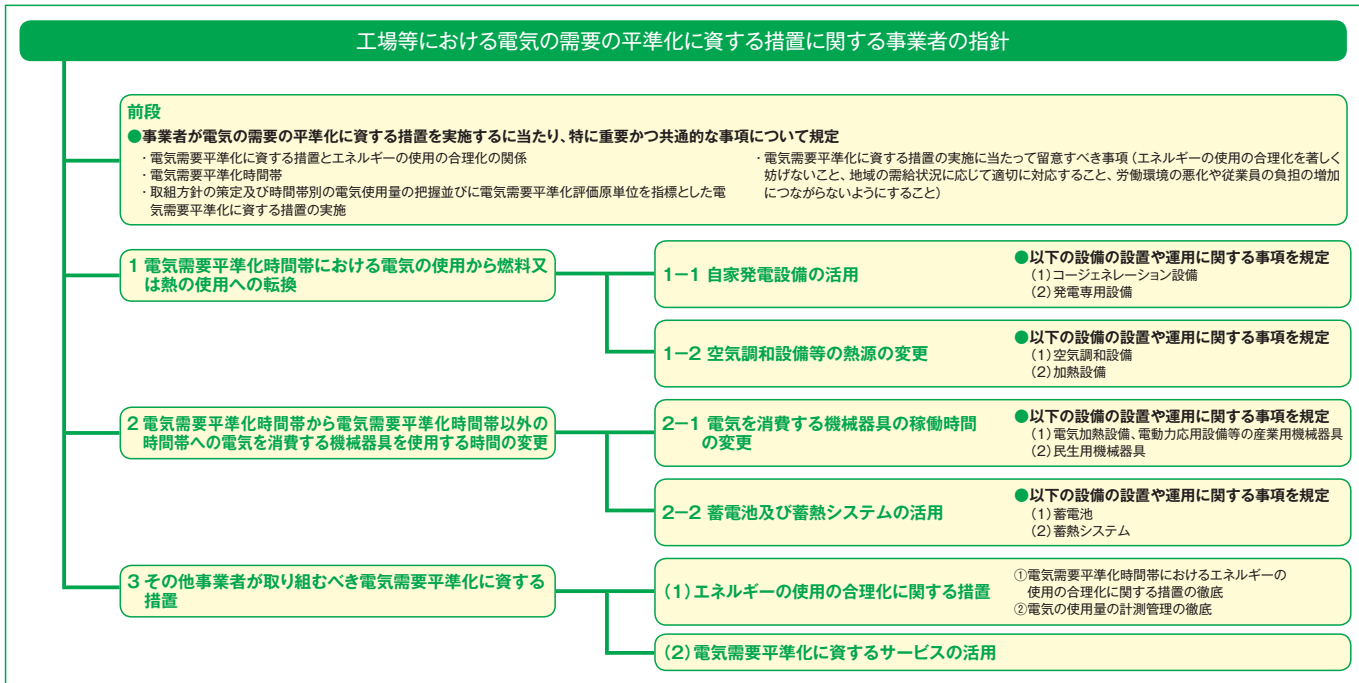 工場等における電気の需要の平準化に資する措置に関する事業者の指針
前段
●事業者が電気の需要の平準化に資する措置を実施するに当たり、特に重要かつ共通的な事項について規定
・電気需要平準化に資する措置とエネルギーの使用の合理化の関係
・電気需要平準化時間帯
・取組方針の策定及び時間帯別の電気使用量の把握並びに電気需要平準化評価原単位を指標とした電
気需要平準化に資する措置の実施
・電気需要平準化に資する措置の実施に当たって留意すべき事項（エネルギーの使用の合理化を著しく
妨げないこと、地域の需給状況に応じて適切に対応すること、労働環境の悪化や従業員の負担の増加
につながらないようにすること）
1 電気需要平準化時間帯における電気の使用から燃料又
は熱の使用への転換
1−1 自家発電設備の活用
●以下の設備の設置や運用に関する事項を規定
（1）コージェネレーション設備
（2）発電専用設備
1−2 空気調和設備等の熱源の変更
●以下の設備の設置や運用に関する事項を規定
（1）空気調和設備
（2）加熱設備
2 電気需要平準化時間帯から電気需要平準化時間帯以外の
時間帯への電気を消費する機械器具を使用する時間の変更
2−1 電気を消費する機械器具の稼働時間
の変更
●以下の設備の設置や運用に関する事項を規定
（1）電気加熱設備、電動力応用設備等の産業用機械器具
（2）民生用機械器具
2−2 蓄電池及び蓄熱システムの活用
●以下の設備の設置や運用に関する事項を規定
（1）蓄電池
（2）蓄熱システム
3 その他事業者が取り組むべき電気需要平準化に資する
措置
（1）エネルギーの使用の合理化に関する措置
①電気需要平準化時間帯におけるエネルギーの
使用の合理化に関する措置の徹底
②電気の使用量の計測管理の徹底
（2）電気需要平準化に資するサービスの活用